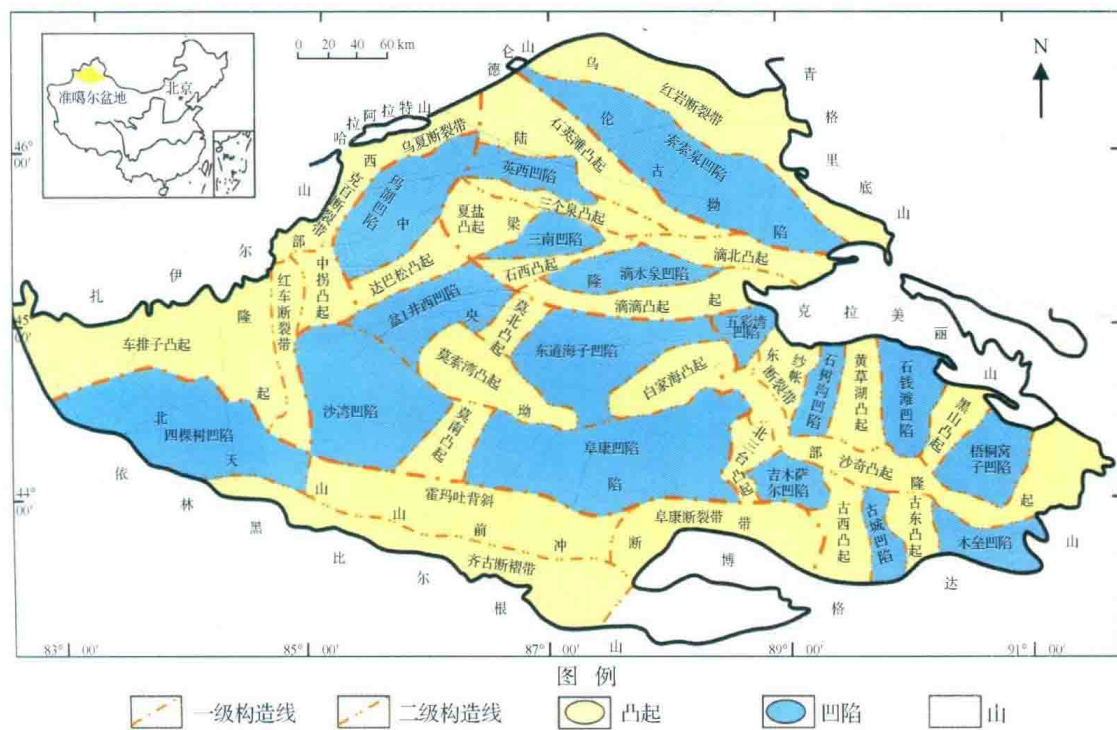 准噶尔盆地
北京
0 20 40 60 km
N
46°00′
45°00′
44°00′
83°00′
85°00′
87°00′
89°00′
91°00′
德仑山
哈拉阿拉特山
扎伊尔山
青格里底山
克拉美丽山
依林黑比尔根山
博格达山
乌伦古坳陷
红岩断裂带
索索泉凹陷
石英滩凸起
陆梁隆起
西部隆起
乌夏断裂带
克百断裂带
玛湖凹陷
英西凹陷
三个泉凸起
夏盐凸起
三南凹陷
滴北凸起
中拐凸起
达巴松凸起
石西凸起
滴水泉凹陷
红车断裂带
盆1井西凹陷
中央坳陷
莫北凸起
滴滴凸起
五彩湾凹陷
车排子凸起
东道海子凹陷
莫索湾凸起
白家海凸起
东部隆起
纱帐断裂带
石树沟凹陷
黄草湖凸起
石钱滩凹陷
黑山凸起
梧桐窝子凹陷
四棵树凹陷
沙湾凹陷
莫南凸起
阜康凹陷
北三台凸起
吉木萨尔凹陷
沙奇凸起
北天山山前冲断带
霍玛吐背斜
阜康断裂带
齐古断褶带
古西凸起
古城凹陷
古东凸起
木垒凹陷
图例
一级构造线
二级构造线
凸起
凹陷
山